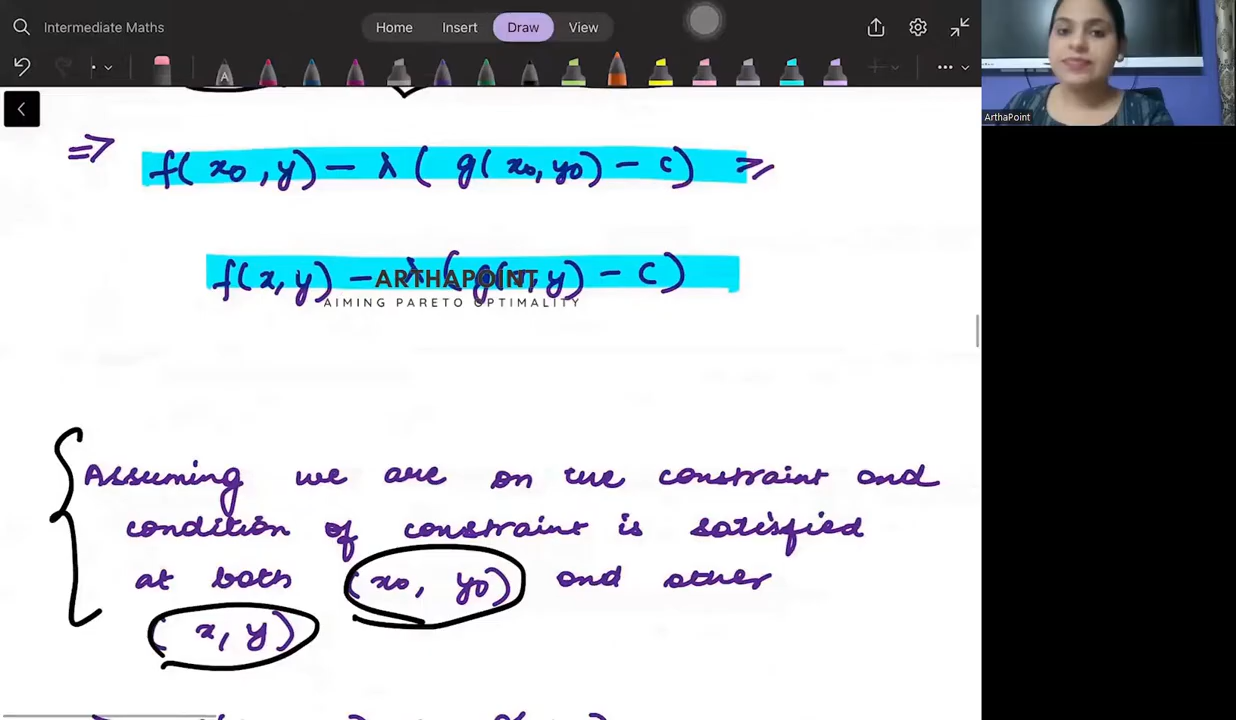 Intermediate Maths
Home Insert Draw View
A
ArthaPoint
⇒ f(x0, y) − λ( g(x0, y0) − c) ≥
f(x, y) − λ( g(x, y) − c)
ARTHAPOINT
AIMING PARETO OPTIMALITY
Assuming we are on the constraint and
condition of constraint is satisfied
at both (x0, y0) and other
(x, y)